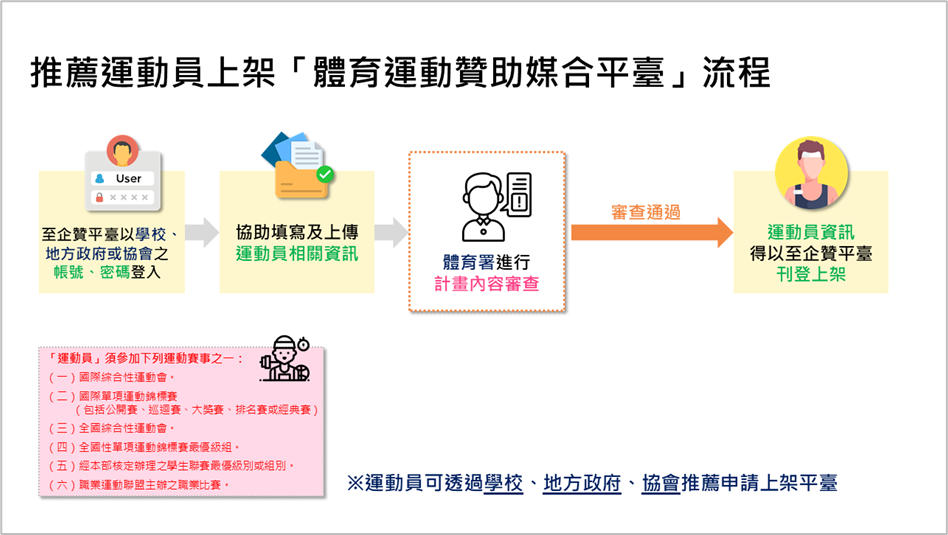 推薦運動員上架「體育運動贊助媒合平臺」流程
User
××××
至企贊平臺以學校、
地方政府或協會之
帳號、密碼登入
協助填寫及上傳
運動員相關資訊
體育署進行
計畫內容審查
審查通過
運動員資訊
得以至企贊平臺
刊登上架
「運動員」須參加下列運動賽事之一：
（一）國際綜合性運動會。
（二）國際單項運動錦標賽
（包括公開賽、巡迴賽、大獎賽、排名賽或經典賽）
（三）全國綜合性運動會。
（四）全國性單項運動錦標賽最優級組。
（五）經本部核定辦理之學生聯賽最優級別或組別。
（六）職業運動聯盟主辦之職業比賽。
※運動員可透過學校、地方政府、協會推薦申請上架平臺